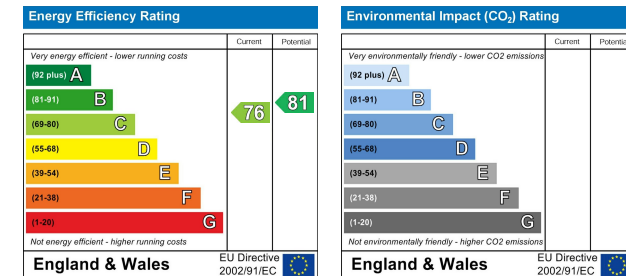 Energy Efficiency Rating
Current Potential
Very energy efficient - lower running costs
(92 plus) A
(81-91) B
(69-80) C
(55-68) D
(39-54) E
(21-38) F
(1-20) G
76
81
Not energy efficient - higher running costs
England & Wales
EU Directive
2002/91/EC
Environmental Impact (CO₂) Rating
Current Potential
Very environmentally friendly - lower CO2 emissions
(92 plus) A
(81-91) B
(69-80) C
(55-68) D
(39-54) E
(21-38) F
(1-20) G
Not environmentally friendly - higher CO2 emissions
England & Wales
EU Directive
2002/91/EC